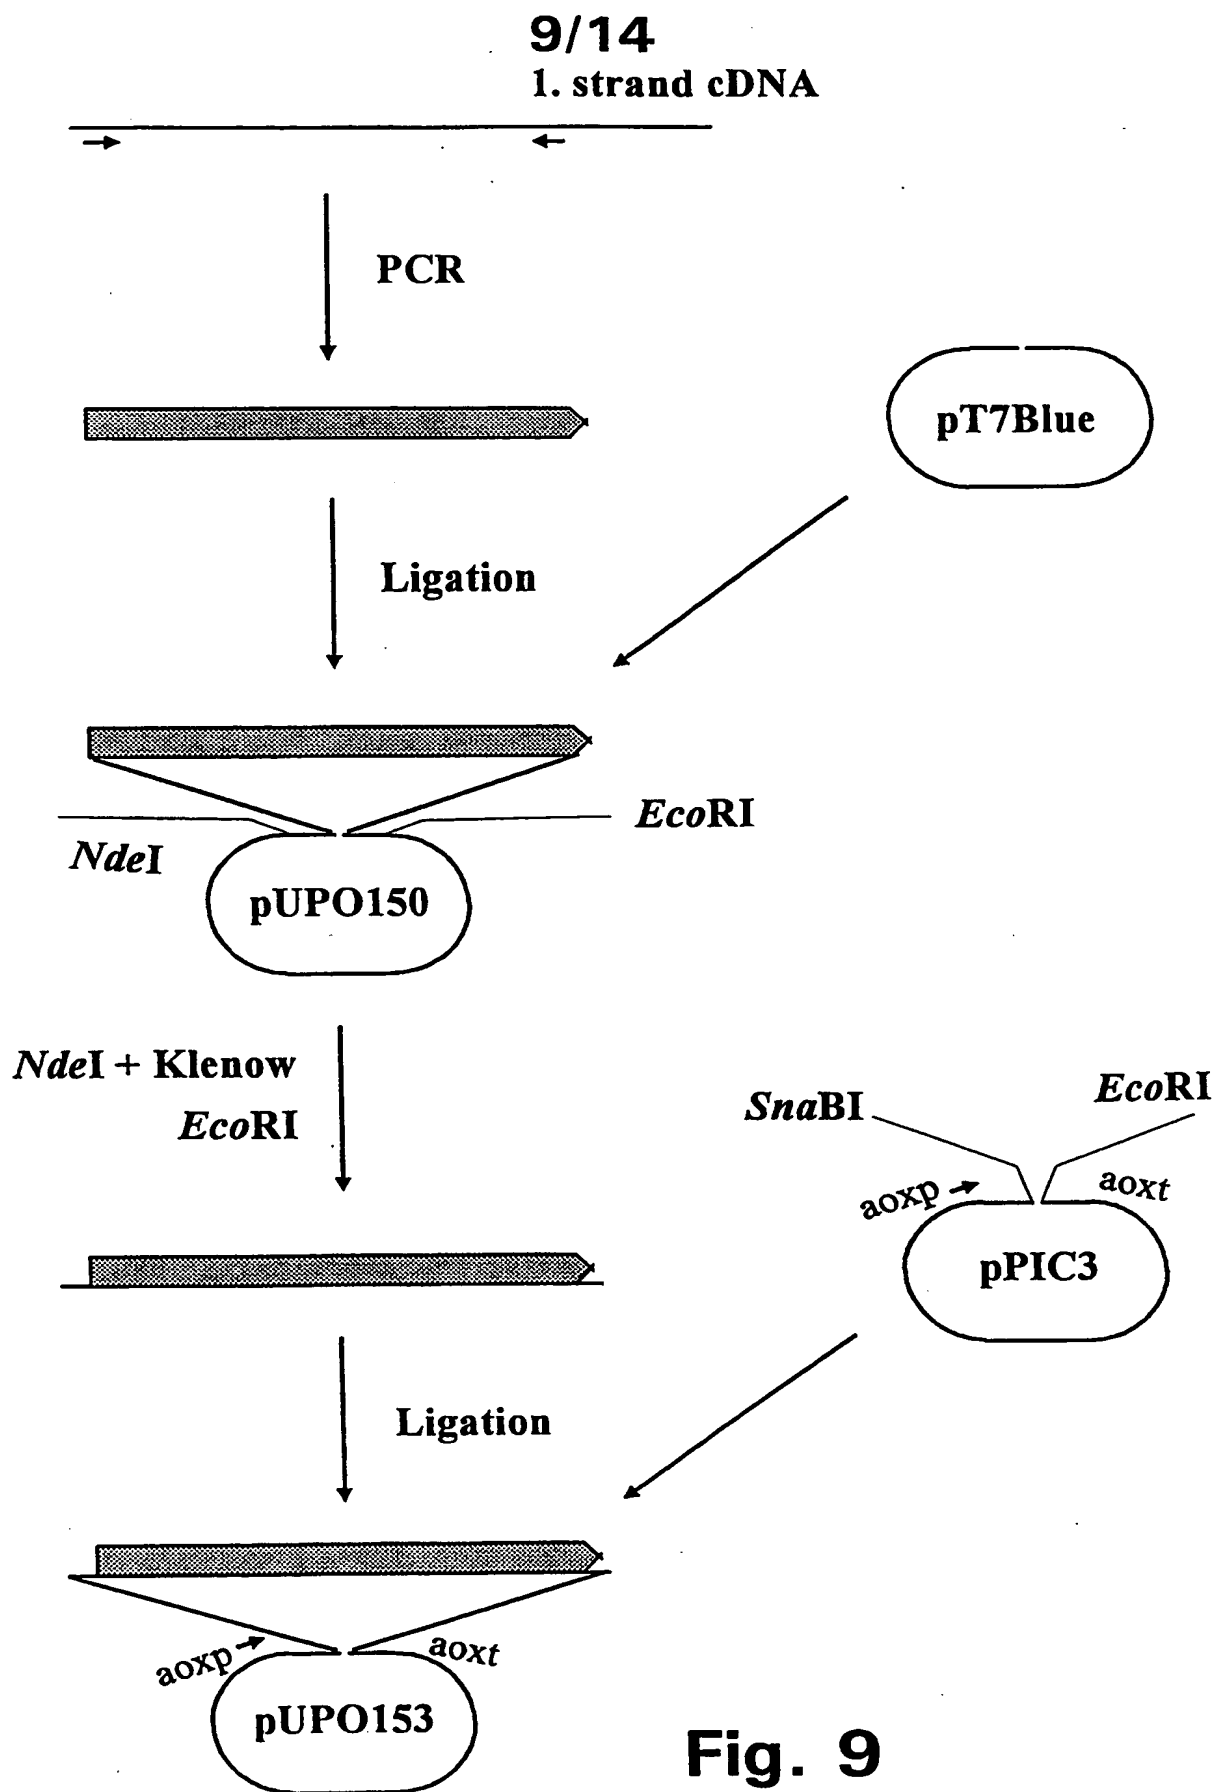 9/14
1. strand cDNA
PCR
pT7Blue
Ligation
EcoRI
NdeI
pUPO150
NdeI + Klenow
EcoRI
SnaBI
EcoRI
aoxp
aoxt
pPIC3
Ligation
aoxp
aoxt
pUPO153
Fig. 9